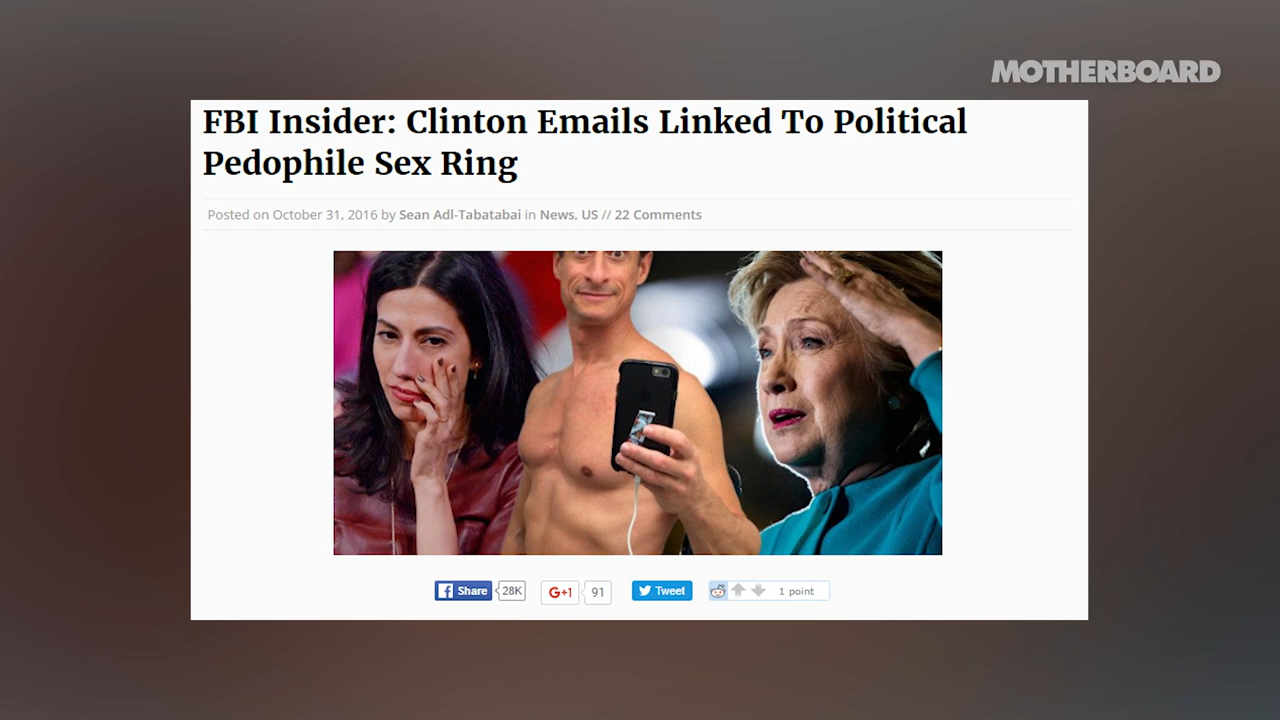 MOTHERBOARD
FBI Insider: Clinton Emails Linked To Political
Pedophile Sex Ring
Posted on October 31, 2016 by Sean Adl-Tabatabai in News, US // 22 Comments
Share 28K G+1 91 Tweet 1 point